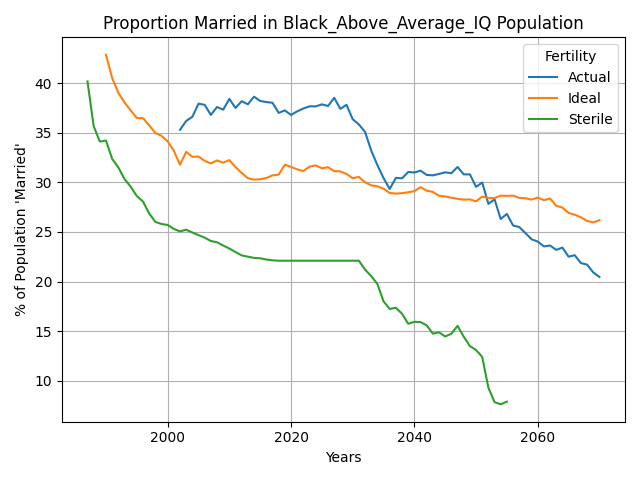 Proportion Married in Black_Above_Average_IQ Population
% of Population 'Married'
40
35
30
25
20
15
10
Fertility
Actual
Ideal
Sterile
2000 2020 2040 2060
Years